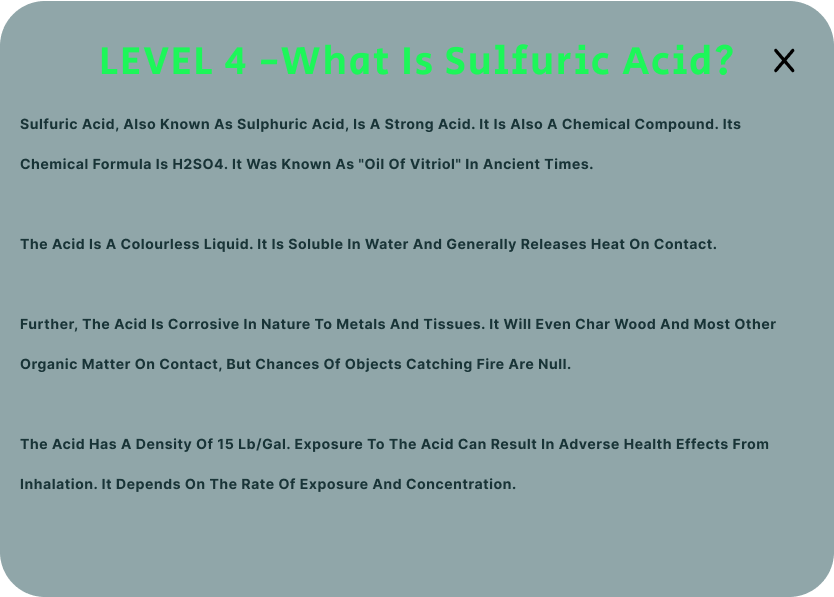 LEVEL 4 -What Is Sulfuric Acid?
X
Sulfuric Acid, Also Known As Sulphuric Acid, Is A Strong Acid. It Is Also A Chemical Compound. Its
Chemical Formula Is H2SO4. It Was Known As "Oil Of Vitriol" In Ancient Times.
The Acid Is A Colourless Liquid. It Is Soluble In Water And Generally Releases Heat On Contact.
Further, The Acid Is Corrosive In Nature To Metals And Tissues. It Will Even Char Wood And Most Other
Organic Matter On Contact, But Chances Of Objects Catching Fire Are Null.
The Acid Has A Density Of 15 Lb/Gal. Exposure To The Acid Can Result In Adverse Health Effects From
Inhalation. It Depends On The Rate Of Exposure And Concentration.